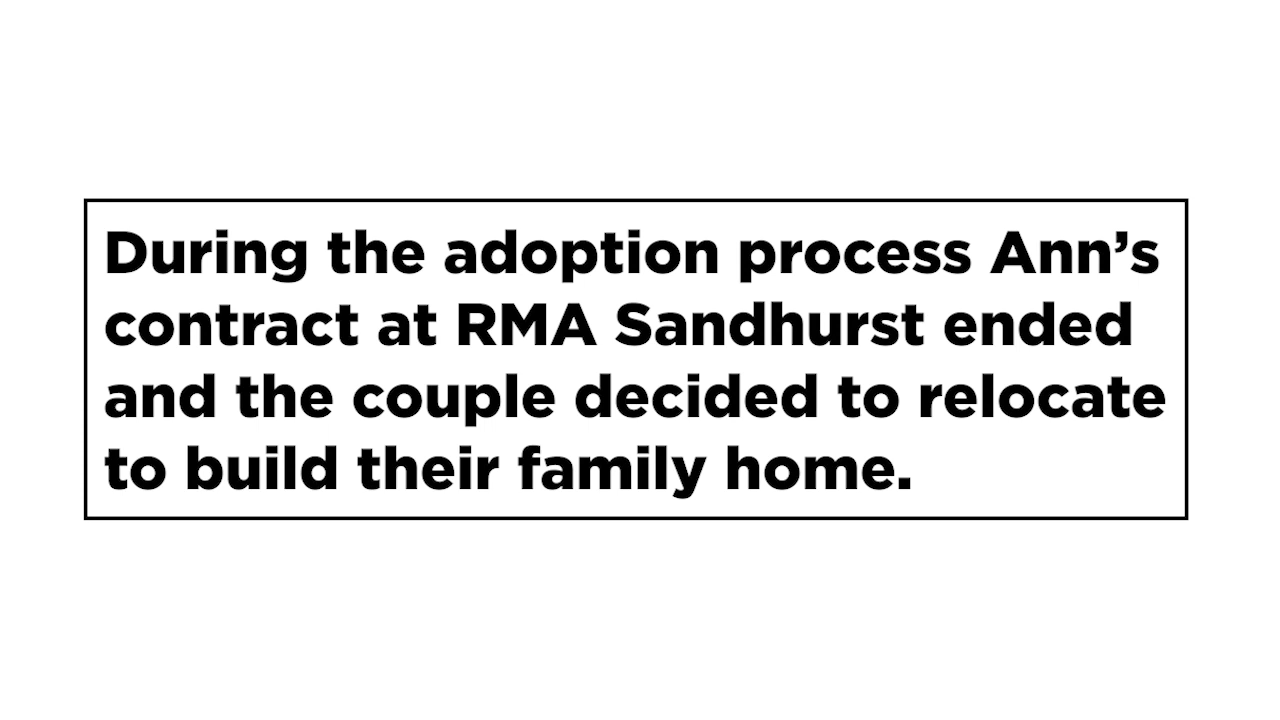 During the adoption process Ann’s
contract at RMA Sandhurst ended
and the couple decided to relocate
to build their family home.